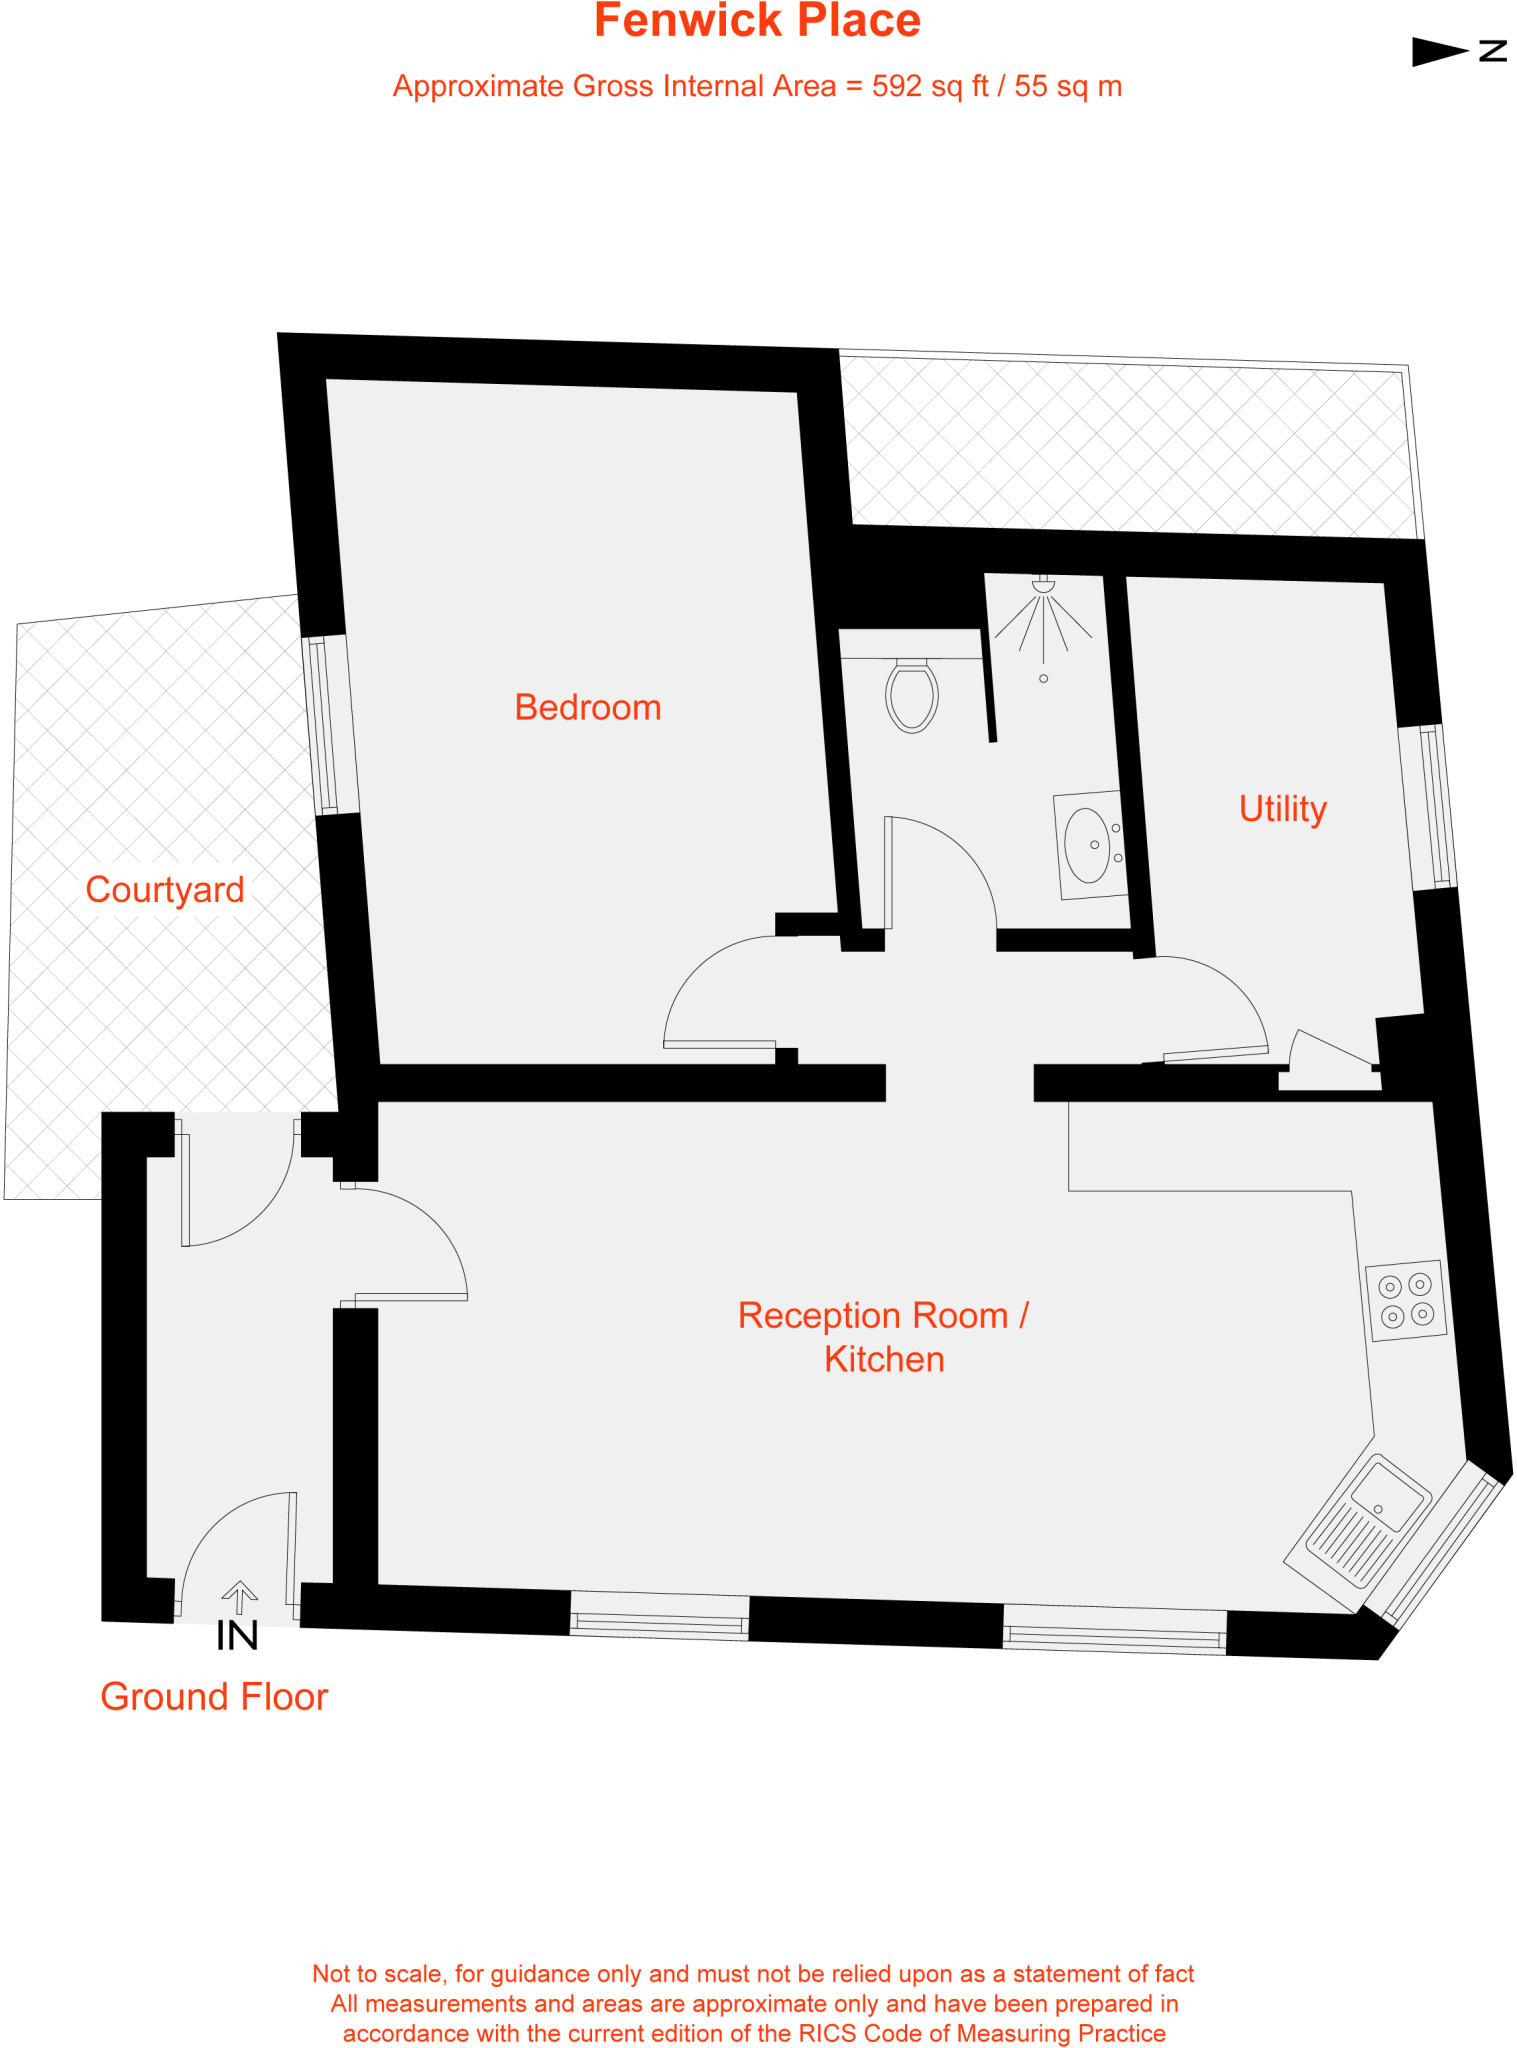 Fenwick Place
N
Approximate Gross Internal Area = 592 sq ft / 55 sq m
Bedroom
Utility
Courtyard
Reception Room /
Kitchen
IN
Ground Floor
Not to scale, for guidance only and must not be relied upon as a statement of fact
All measurements and areas are approximate only and have been prepared in
accordance with the current edition of the RICS Code of Measuring Practice